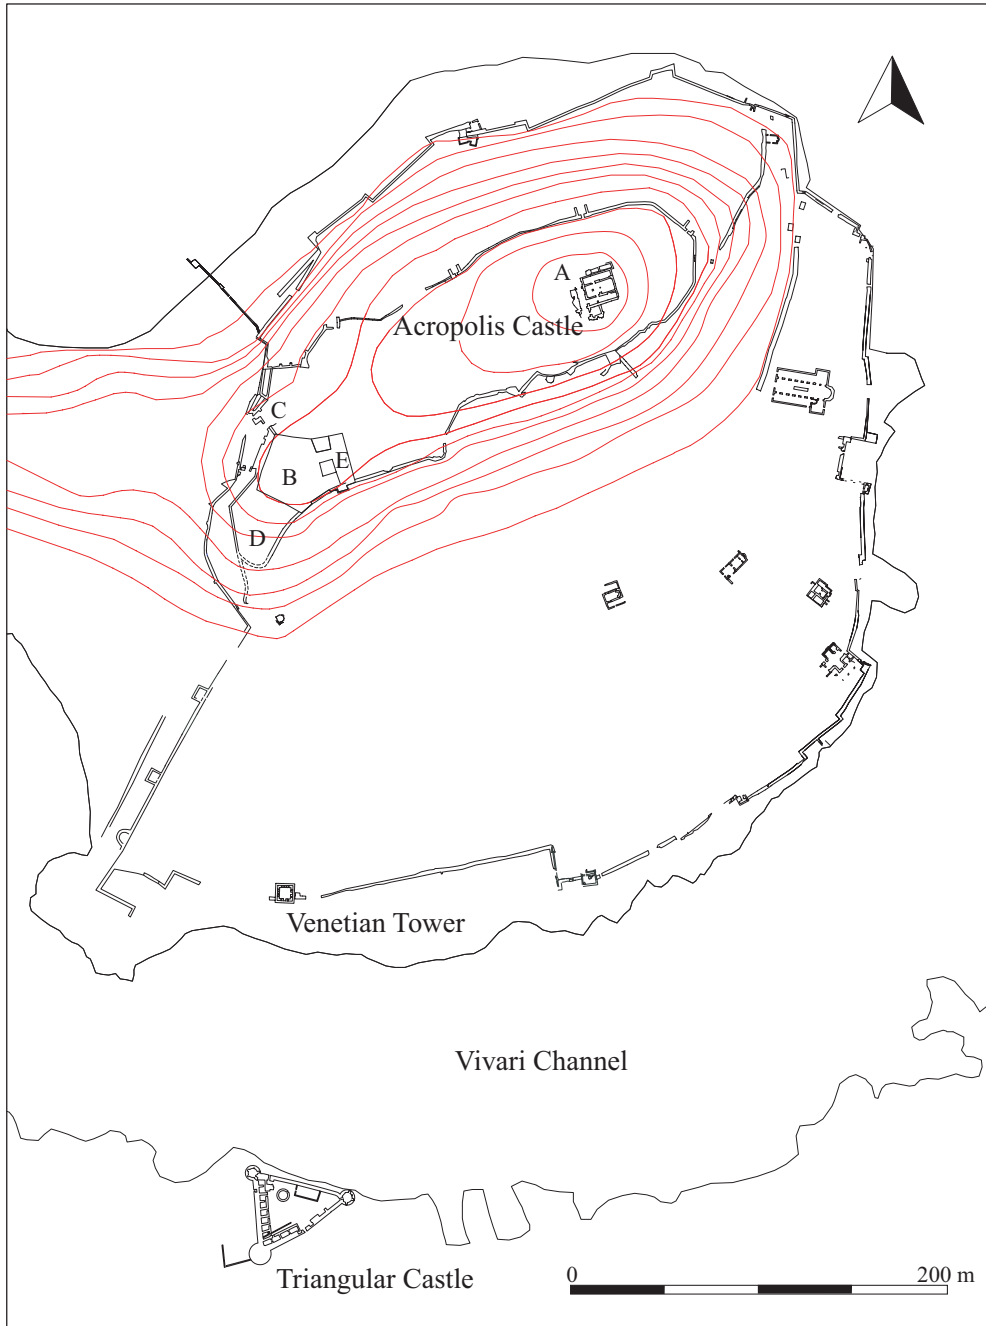 A
Acropolis Castle
C
E
B
D
Venetian Tower
Vivari Channel
Triangular Castle
0 200 m